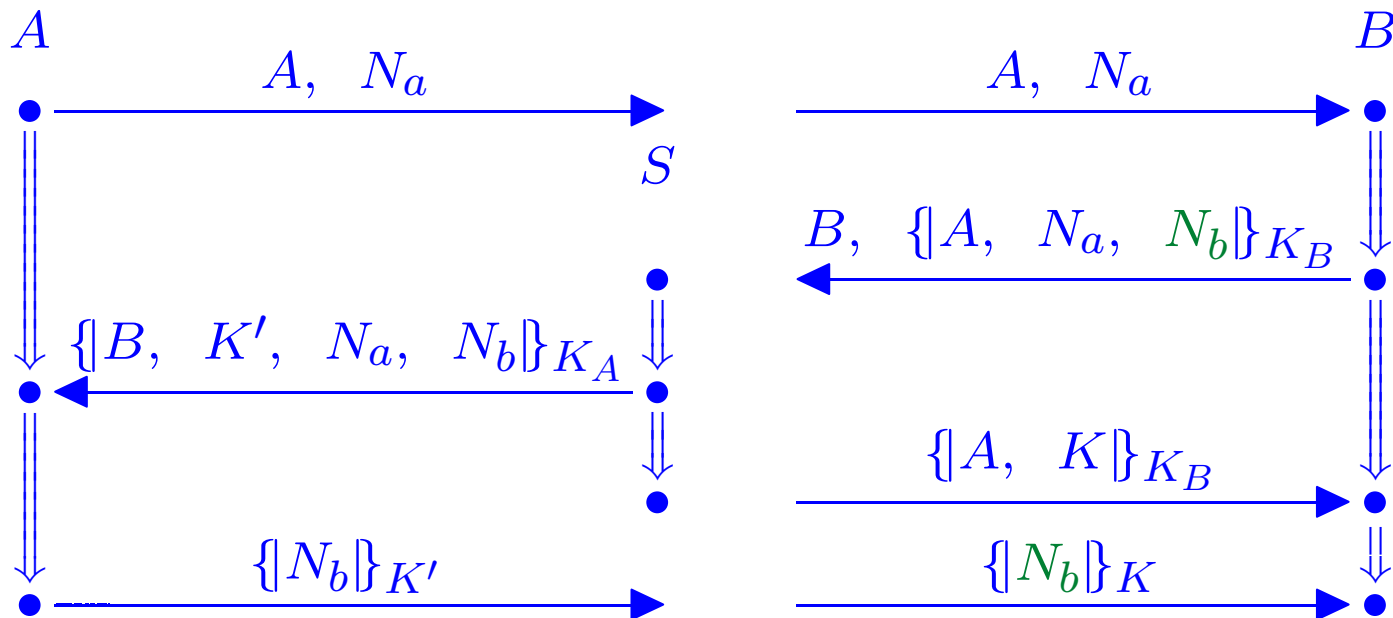 A B
A, N_a A, N_a
S
B, {|A, N_a, N_b|}_{K_B}
{|B, K′, N_a, N_b|}_{K_A}
{|A, K|}_{K_B}
{|N_b|}_{K′} {|N_b|}_K